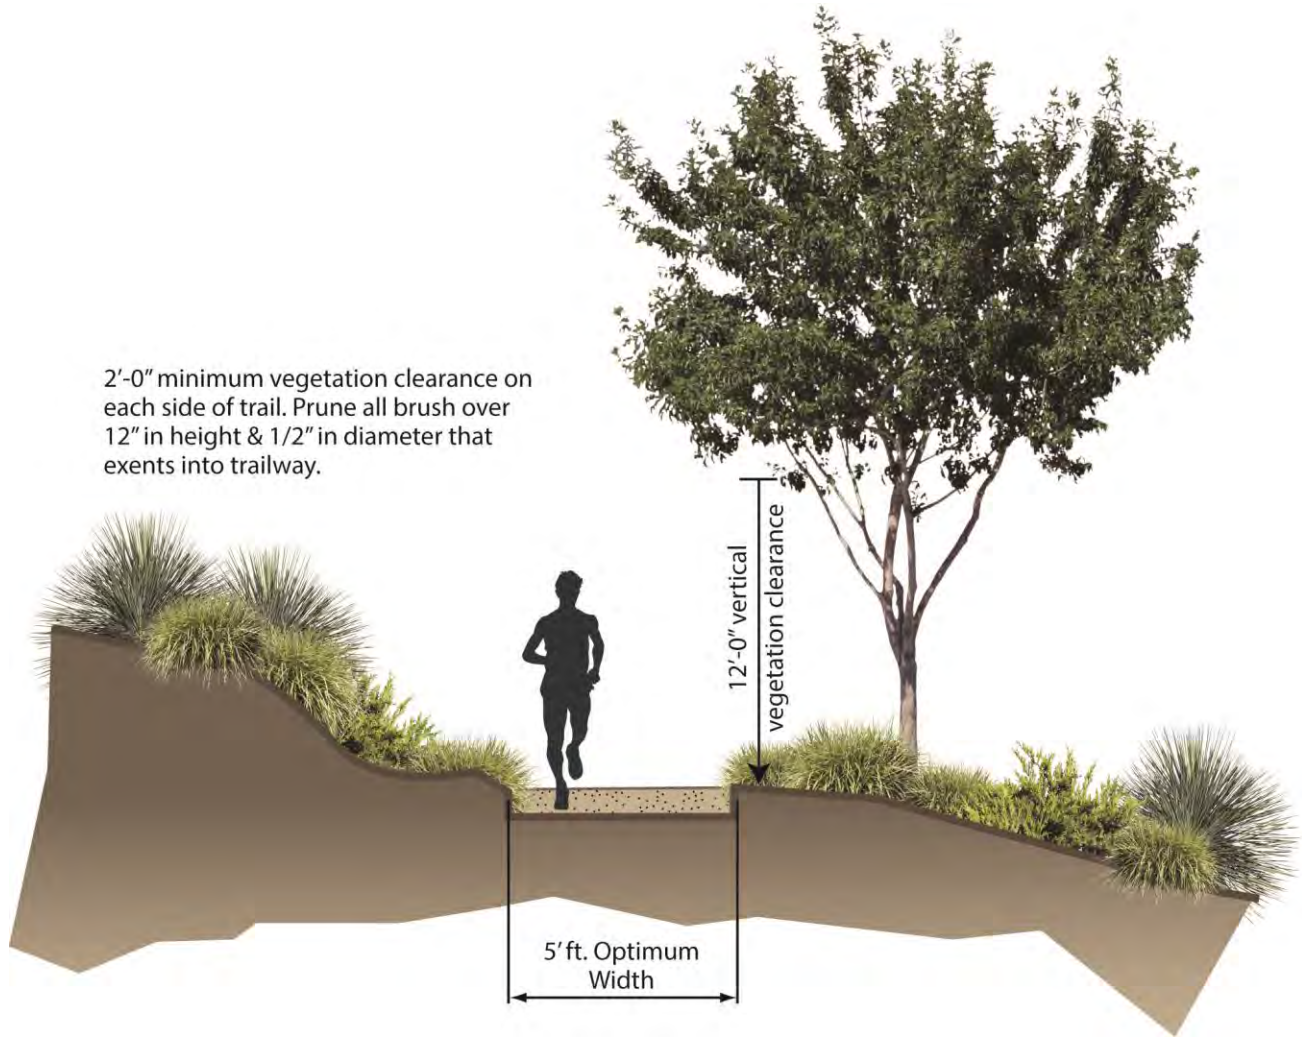 2’-0” minimum vegetation clearance on
each side of trail. Prune all brush over
12” in height & 1/2” in diameter that
exents into trailway.
12’-0” vertical
vegetation clearance
5’ ft. Optimum
Width